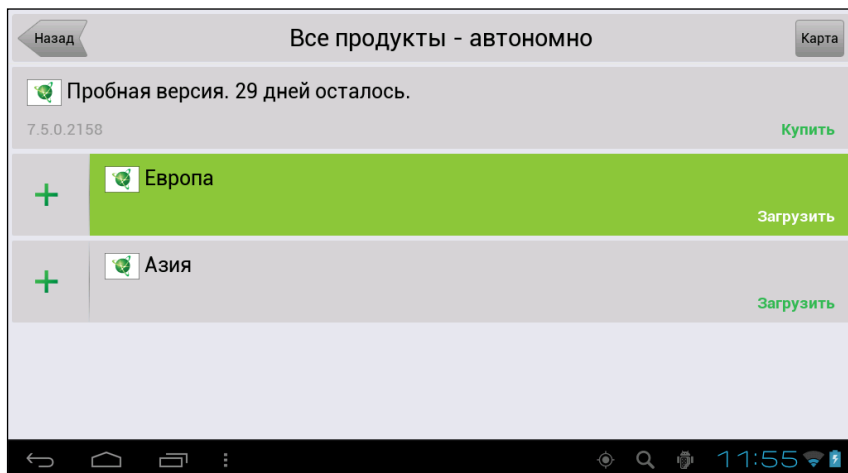 Назад
Все продукты - автономно
Карта
Пробная версия. 29 дней осталось.
7.5.0.2158
Купить
Европа
Загрузить
Азия
Загрузить
11:55